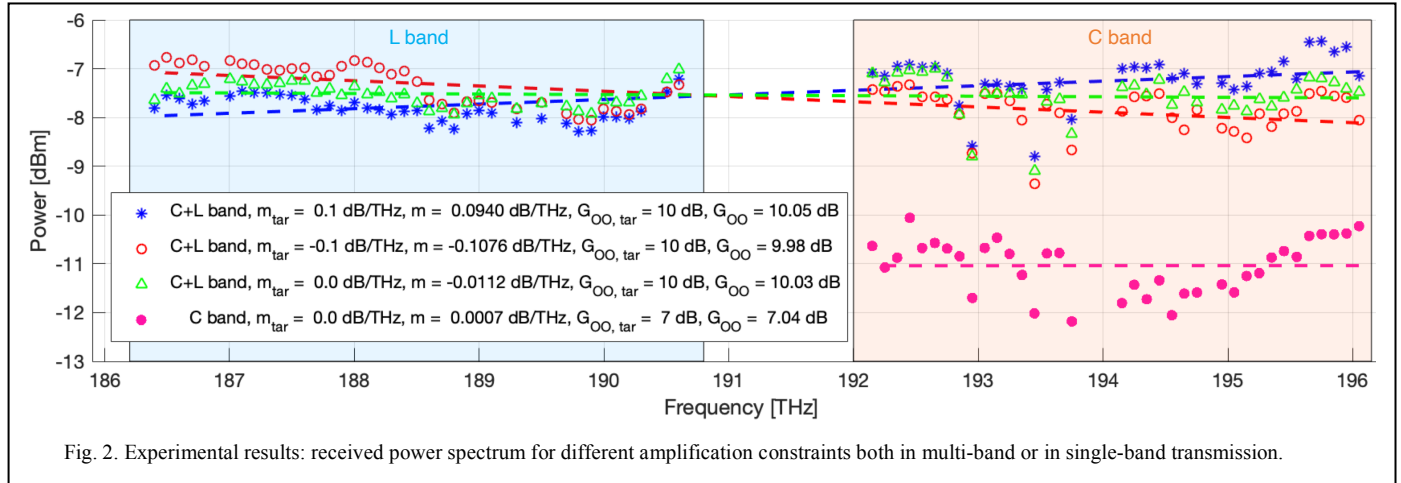 L band
C band
-6
-7
-8
-9
-10
-11
-12
-13
Power [dBm]
C+L band, m_tar = 0.1 dB/THz, m = 0.0940 dB/THz, G_OO, tar = 10 dB, G_OO = 10.05 dB
C+L band, m_tar = -0.1 dB/THz, m = -0.1076 dB/THz, G_OO, tar = 10 dB, G_OO = 9.98 dB
C+L band, m_tar = 0.0 dB/THz, m = -0.0112 dB/THz, G_OO, tar = 10 dB, G_OO = 10.03 dB
C band, m_tar = 0.0 dB/THz, m = 0.0007 dB/THz, G_OO, tar = 7 dB, G_OO = 7.04 dB
186 187 188 189 190 191 192 193 194 195 196
Frequency [THz]
Fig. 2. Experimental results: received power spectrum for different amplification constraints both in multi-band or in single-band transmission.